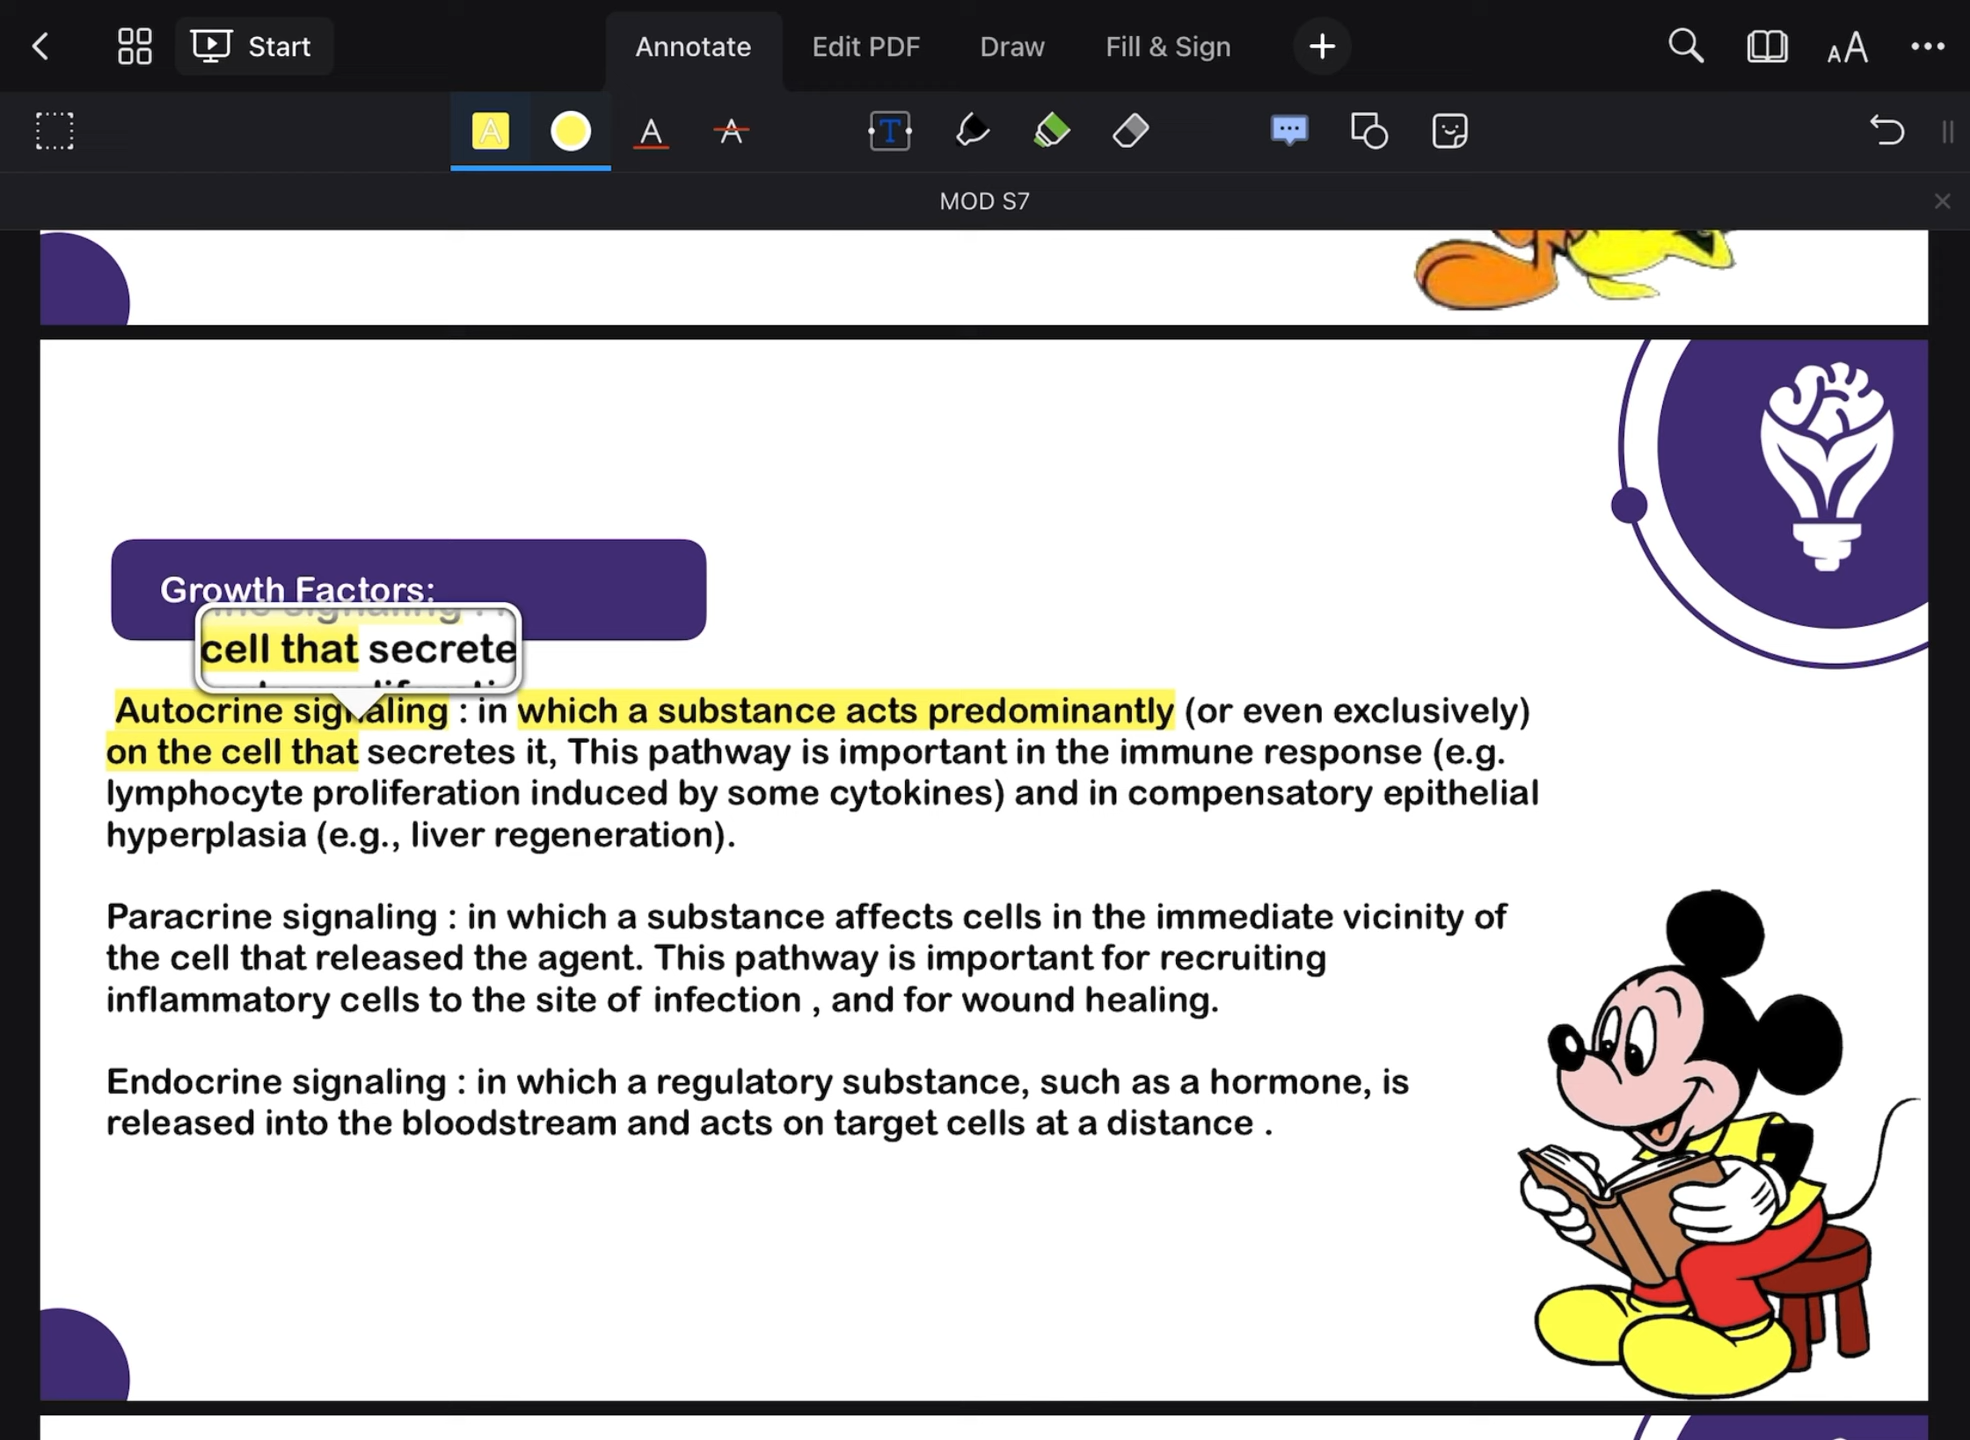 Start
Annotate
Edit PDF
Draw
Fill & Sign
AA
A
A
A
T
MOD S7
Growth Factors:
cell that secrete
Autocrine signaling : in which a substance acts predominantly (or even exclusively)
on the cell that secretes it, This pathway is important in the immune response (e.g.
lymphocyte proliferation induced by some cytokines) and in compensatory epithelial
hyperplasia (e.g., liver regeneration).
Paracrine signaling : in which a substance affects cells in the immediate vicinity of
the cell that released the agent. This pathway is important for recruiting
inflammatory cells to the site of infection , and for wound healing.
Endocrine signaling : in which a regulatory substance, such as a hormone, is
released into the bloodstream and acts on target cells at a distance .